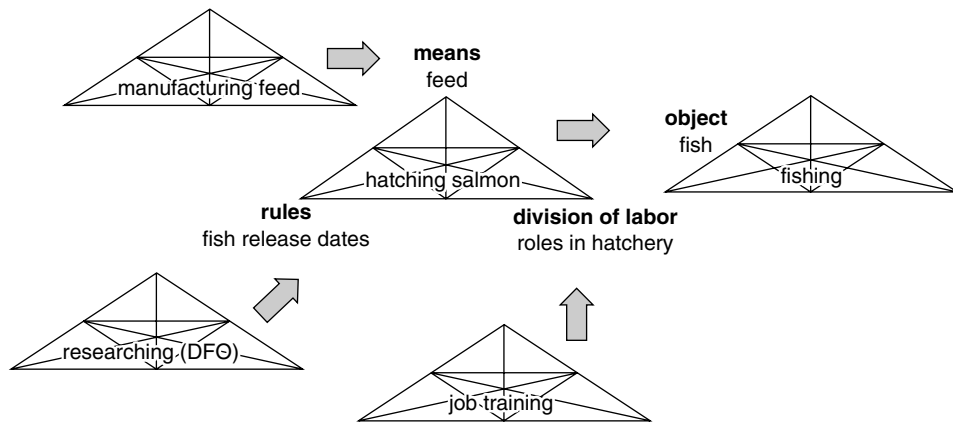 manufacturing feed
means
feed
hatching salmon
object
fish
fishing
rules
fish release dates
division of labor
roles in hatchery
researching (DFO)
job training